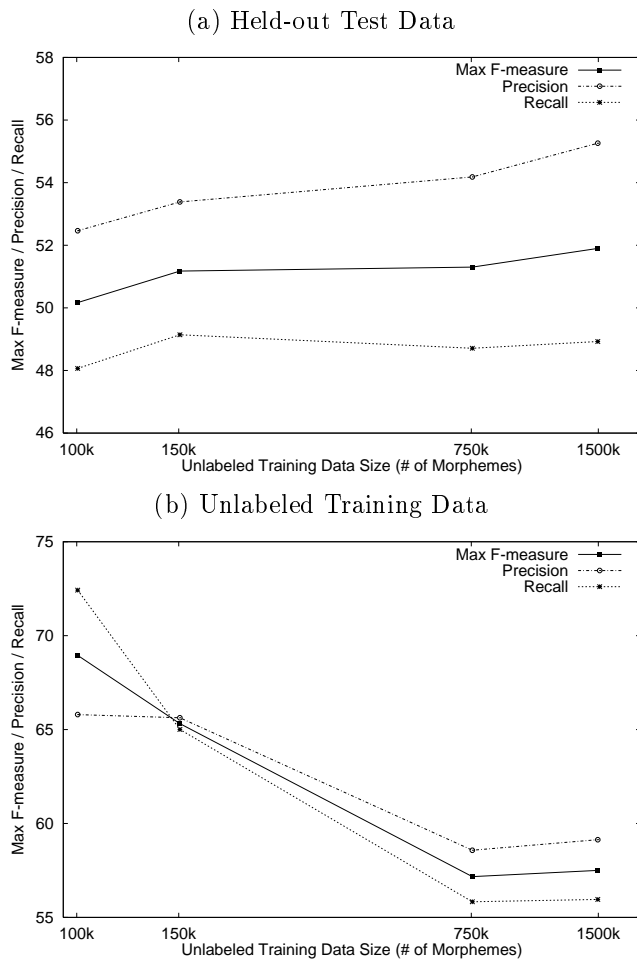 (a) Held-out Test Data
58
56
54
52
50
48
46
Max F-measure / Precision / Recall
Max F-measure
Precision
Recall
100k 150k 750k 1500k
Unlabeled Training Data Size (# of Morphemes)
(b) Unlabeled Training Data
75
70
65
60
55
Max F-measure / Precision / Recall
Max F-measure
Precision
Recall
100k 150k 750k 1500k
Unlabeled Training Data Size (# of Morphemes)